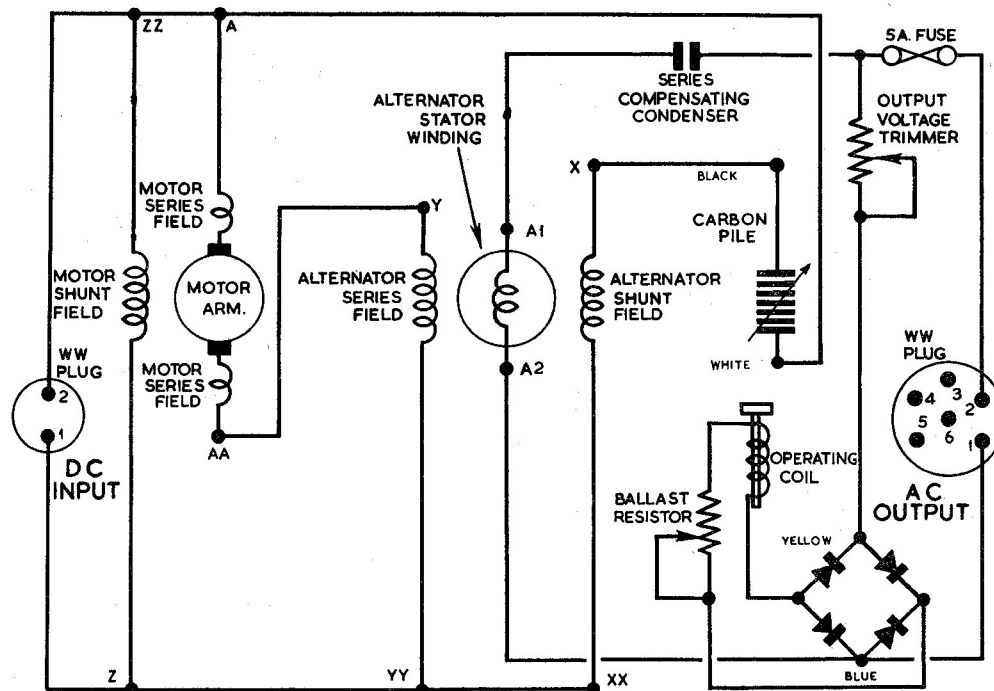 ZZ
A
5A. FUSE
SERIES
COMPENSATING
CONDENSER
OUTPUT
VOLTAGE
TRIMMER
ALTERNATOR
STATOR
WINDING
X
BLACK
MOTOR
SERIES
FIELD
Y
A1
CARBON
PILE
MOTOR
SHUNT
FIELD
MOTOR
ARM.
ALTERNATOR
SERIES
FIELD
ALTERNATOR
SHUNT
FIELD
WW
PLUG
2
1
DC
INPUT
MOTOR
SERIES
FIELD
AA
A2
WHITE
WW
PLUG
3
4
2
5
6
1
AC
OUTPUT
OPERATING
COIL
BALLAST
RESISTOR
YELLOW
BLUE
Z
YY
XX